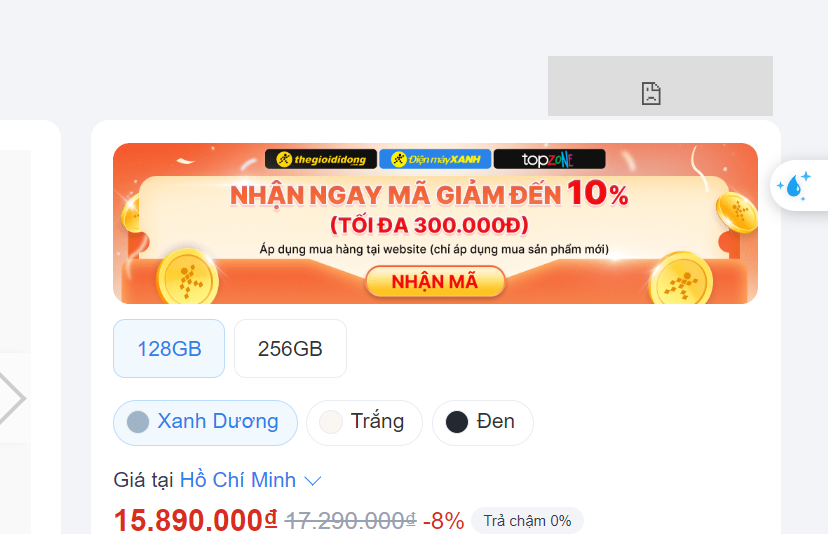 thegioididong Điện máy XANH topzone
NHẬN NGAY MÃ GIẢM ĐẾN 10%
(TỐI ĐA 300.000Đ)
Áp dụng mua hàng tại website (chỉ áp dụng mua sản phẩm mới)
NHẬN MÃ
128GB 256GB
Xanh Dương Trắng Đen
Giá tại Hồ Chí Minh
15.890.000₫ 17.290.000₫ -8% Trả chậm 0%